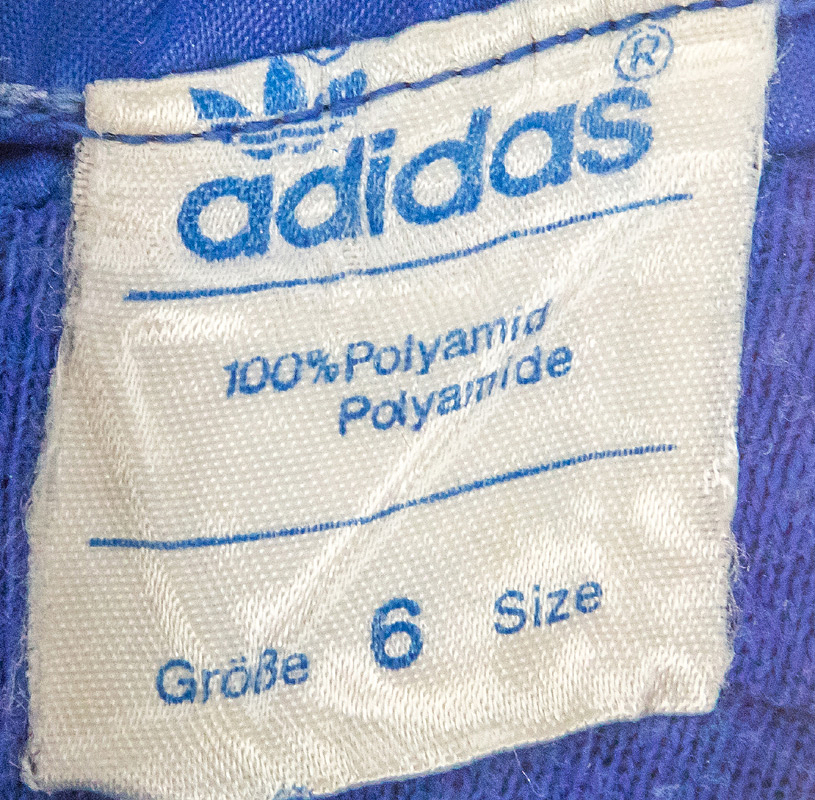 adidas®
100% Polyamid
Polyamide
Größe 6 Size